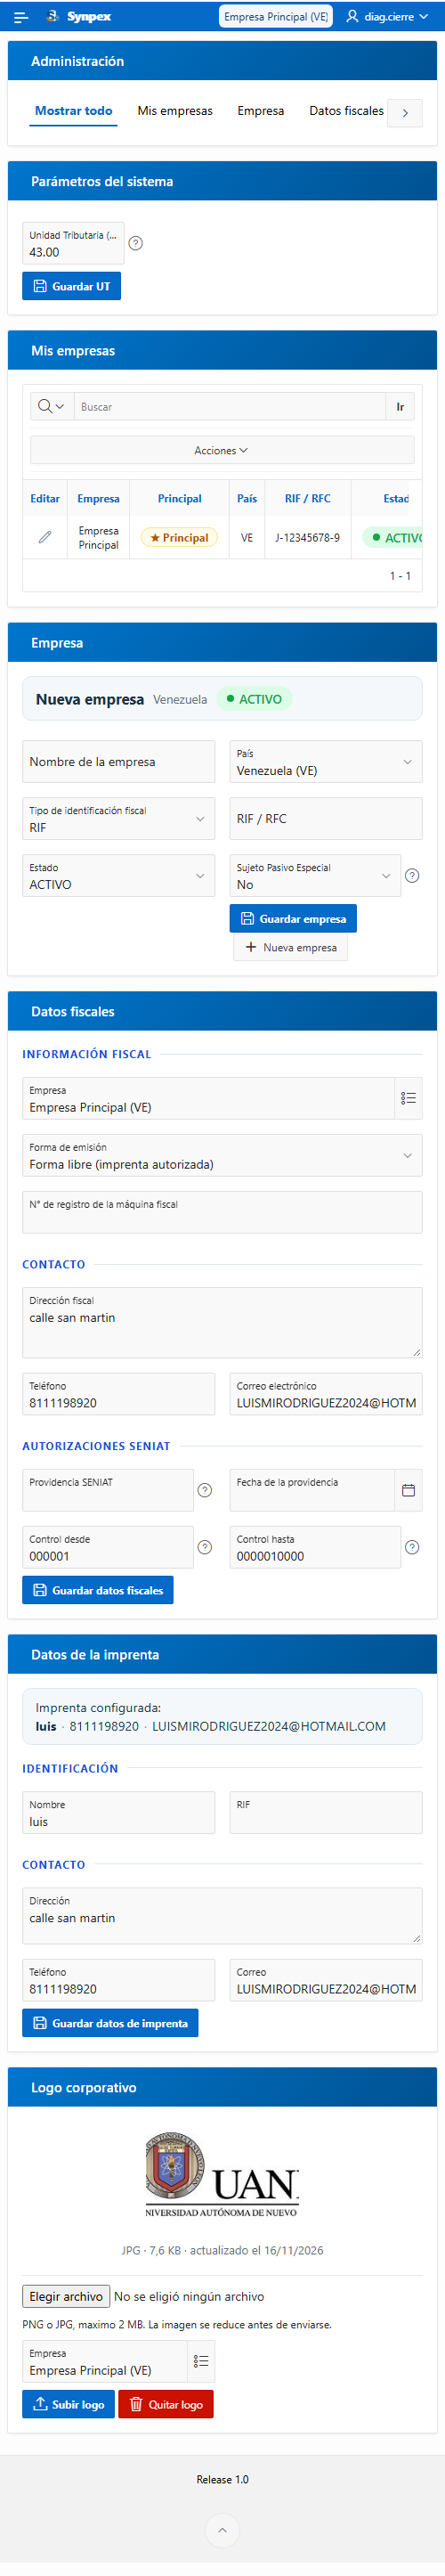 Synpex
Empresa Principal (VE)
diag.cierre
Administración
Mostrar todo
Mis empresas
Empresa
Datos fiscales
Parámetros del sistema
Unidad Tributaria (...
43.00
Guardar UT
Mis empresas
Buscar
Ir
Acciones
Editar
Empresa
Principal
País
RIF / RFC
Estad
Empresa
Principal
★ Principal
VE
J-12345678-9
ACTIVO
1 - 1
Empresa
Nueva empresa
Venezuela
ACTIVO
Nombre de la empresa
País
Venezuela (VE)
Tipo de identificación fiscal
RIF
RIF / RFC
Estado
ACTIVO
Sujeto Pasivo Especial
No
Guardar empresa
Nueva empresa
Datos fiscales
INFORMACIÓN FISCAL
Empresa
Empresa Principal (VE)
Forma de emisión
Forma libre (imprenta autorizada)
N° de registro de la máquina fiscal
CONTACTO
Dirección fiscal
calle san martin
Teléfono
8111198920
Correo electrónico
LUISMIRODRIGUEZ2024@HOTM
AUTORIZACIONES SENIAT
Providencia SENIAT
Fecha de la providencia
Control desde
000001
Control hasta
0000010000
Guardar datos fiscales
Datos de la imprenta
Imprenta configurada:
luis · 8111198920 · LUISMIRODRIGUEZ2024@HOTMAIL.COM
IDENTIFICACIÓN
Nombre
luis
RIF
CONTACTO
Dirección
calle san martin
Teléfono
8111198920
Correo
LUISMIRODRIGUEZ2024@HOTM
Guardar datos de imprenta
Logo corporativo
UAN
NIVERSIDAD AUTÓNOMA DE NUEVO
JPG · 7,6 KB · actualizado el 16/11/2026
Elegir archivo
No se eligió ningún archivo
PNG o JPG, maximo 2 MB. La imagen se reduce antes de enviarse.
Empresa
Empresa Principal (VE)
Subir logo
Quitar logo
Release 1.0